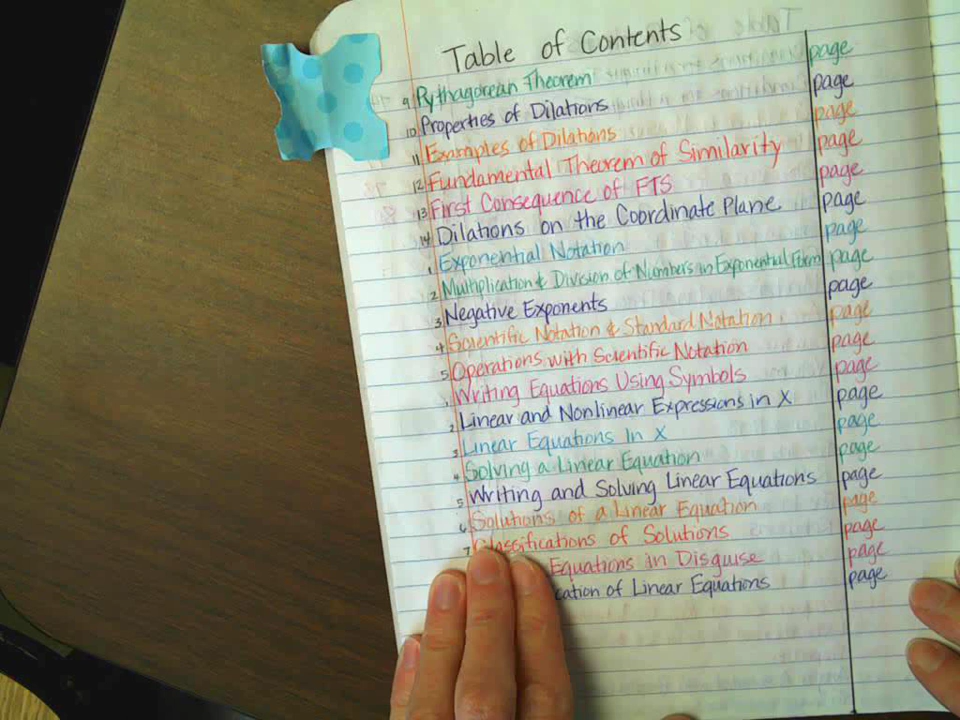 Table of Contents
9 Pythagorean Theorem page
10 Properties of Dilations page
11 Examples of Dilations page
12 Fundamental Theorem of Similarity page
13 First Consequence of FTS page
14 Dilations on the Coordinate Plane page
1 Exponential Notation page
2 Multiplication & Division of Numbers in Exponential Form page
3 Negative Exponents page
4 Scientific Notation & Standard Notation page
5 Operations with Scientific Notation page
1 Writing Equations Using Symbols page
2 Linear and Nonlinear Expressions in X page
3 Linear Equations In X page
4 Solving a Linear Equation page
5 Writing and Solving Linear Equations page
6 Solutions of a Linear Equation page
7 Classifications of Solutions page
Equations in Disguise page
cation of Linear Equations page